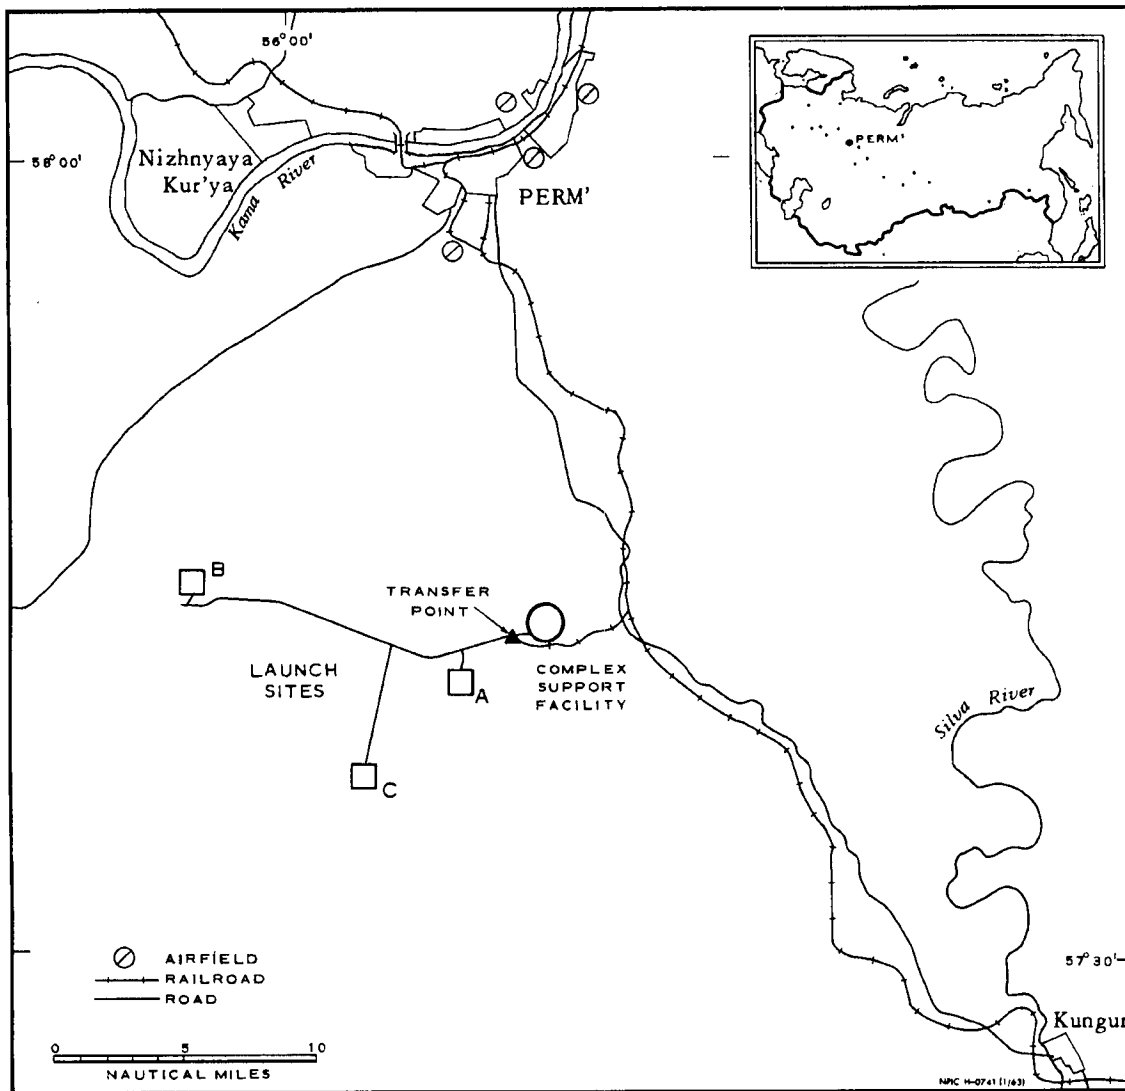 56°00'
58°00'
Nizhnyaya
Kur'ya
Kama River
PERM'
PERM'
B
TRANSFER
POINT
LAUNCH
SITES
A
COMPLEX
SUPPORT
FACILITY
C
Silva River
AIRFIELD
RAILROAD
ROAD
57°30'
Kungur
0 5 10
NAUTICAL MILES
NPIC H-0741 (1/63)